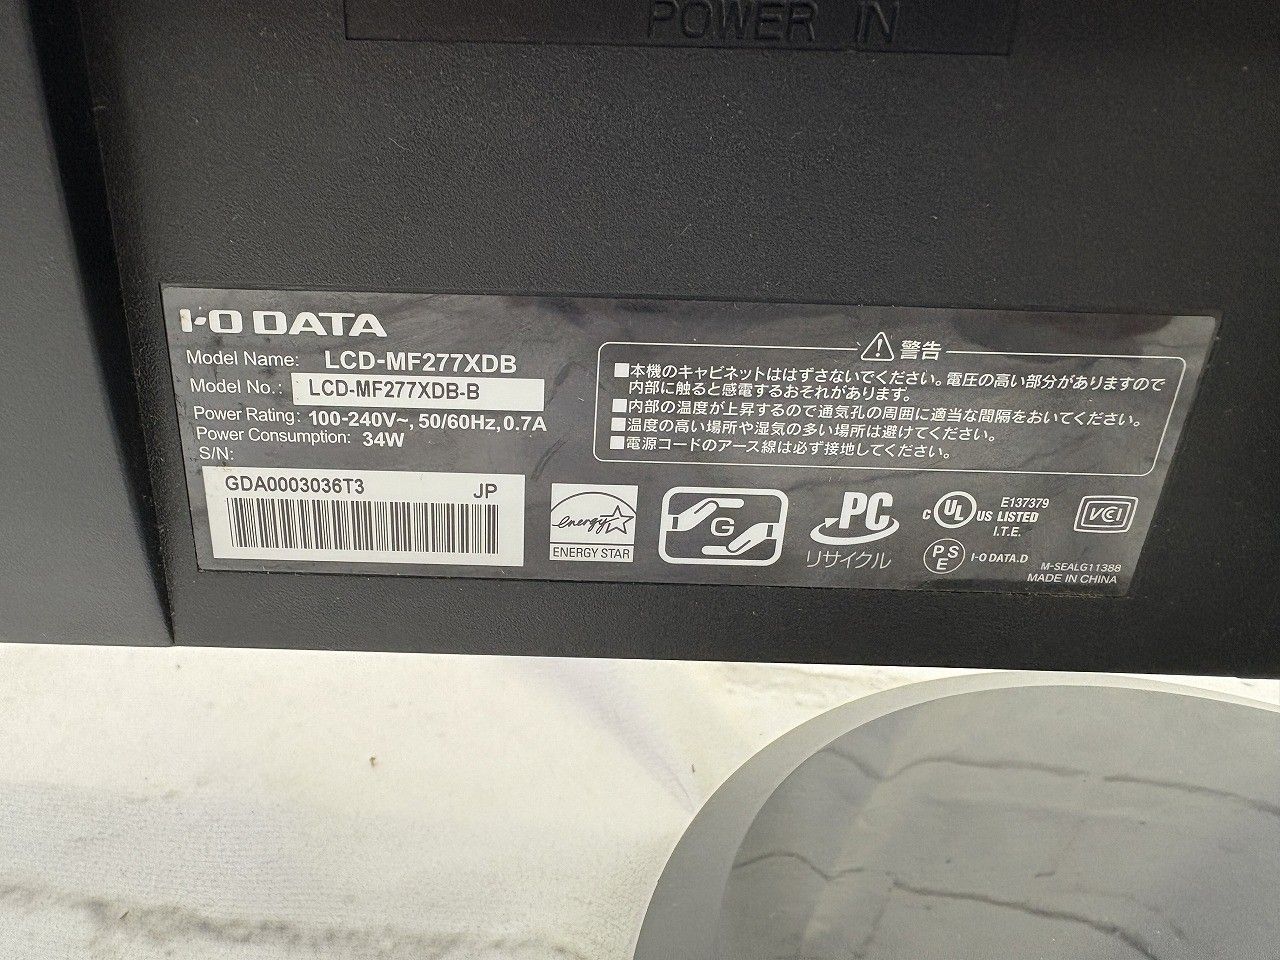 POWER IN
I-O DATA
Model Name: LCD-MF277XDB
Model No.: LCD-MF277XDB-B
Power Rating: 100-240V~, 50/60Hz, 0.7A
Power Consumption: 34W
S/N:
GDA0003036T3 JP
警告
■本機のキャビネットははずさないでください。電圧の高い部分がありますので
内部に触ると感電するおそれがあります。
■内部の温度が上昇するので通気孔の周囲に適当な間隔をおいてください。
■温度の高い場所や湿気の多い場所は避けてください。
■電源コードのアース線は必ず接地してください。
energy
ENERGY STAR
G
PC
リサイクル
C UL US LISTED
E137379
I.T.E.
PSE
I-O DATA.D
VCI
M-SEALG11388
MADE IN CHINA